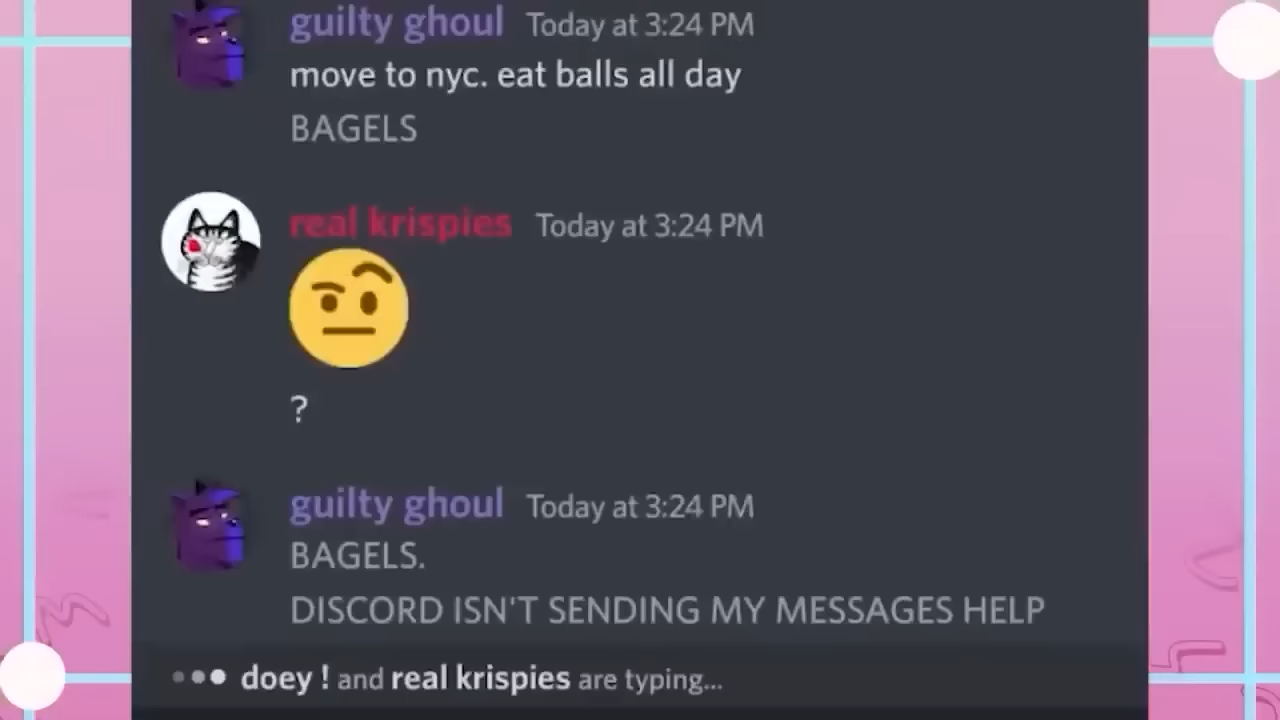 guilty ghoul Today at 3:24 PM
move to nyc. eat balls all day
BAGELS
real krispies Today at 3:24 PM
?
guilty ghoul Today at 3:24 PM
BAGELS.
DISCORD ISN'T SENDING MY MESSAGES HELP
doey ! and real krispies are typing...